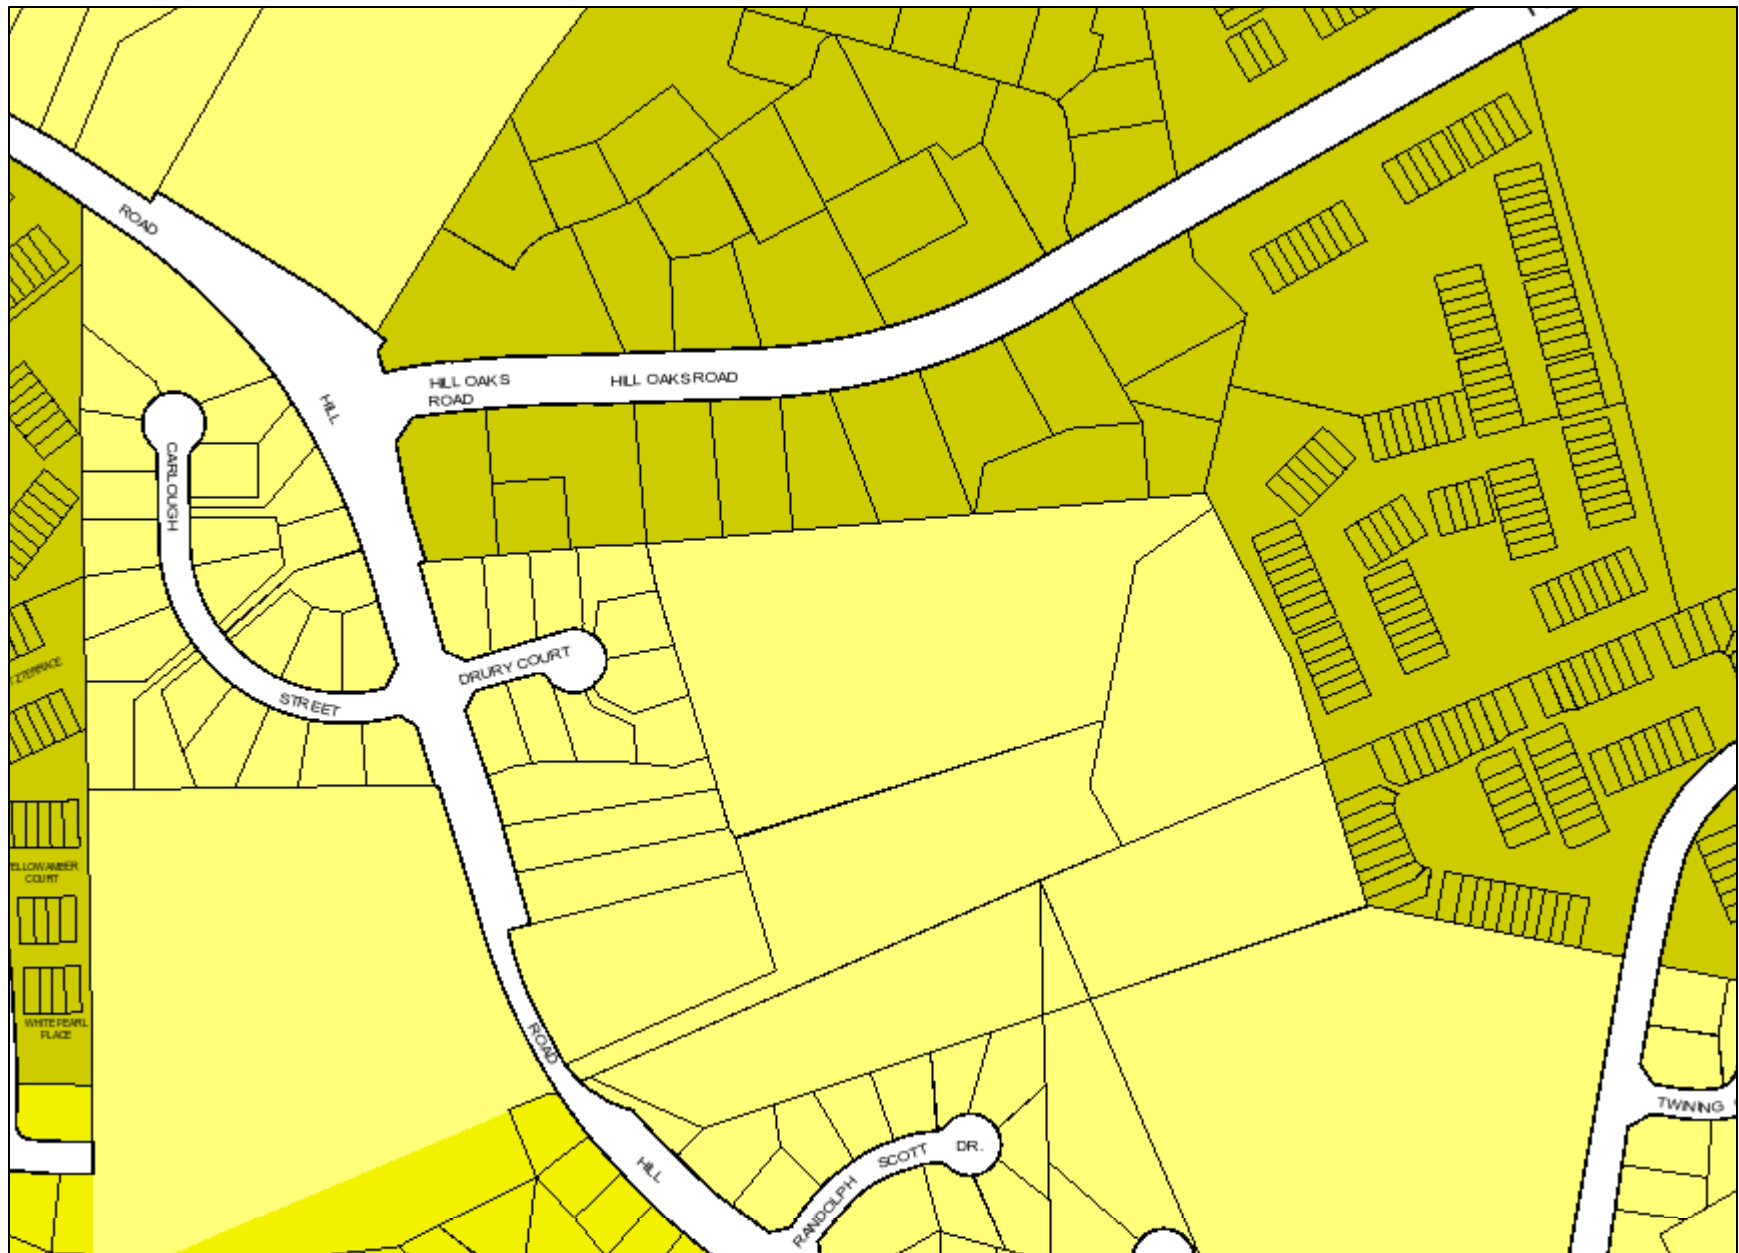 ROAD
HILL
HILL OAKS
ROAD
HILL OAKS ROAD
CARLOUGH
STREET
DRURY COURT
TERRACE
COURT
WHITE PEARL
PLACE
ROAD
HILL
RANDOLPH
SCOTT
DR.
TWINING